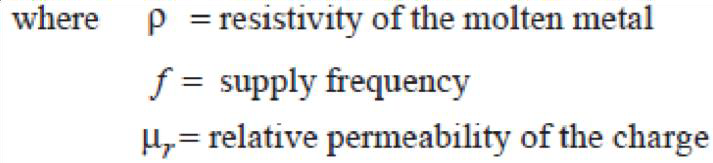 where ρ = resistivity of the molten metal
f = supply frequency
μr = relative permeability of the charge